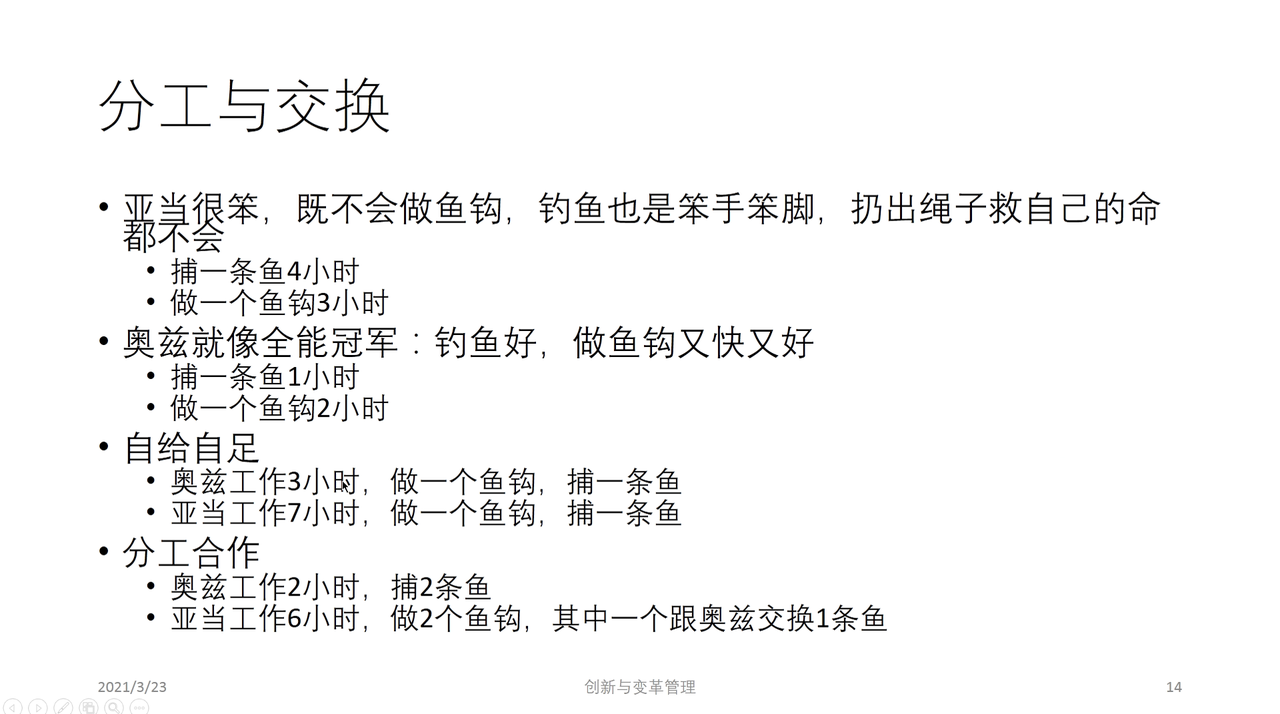 分工与交换
• 亚当很笨，既不会做鱼钩，钓鱼也是笨手笨脚，扔出绳子救自己的命
都不会
• 捕一条鱼4小时
• 做一个鱼钩3小时
• 奥兹就像全能冠军：钓鱼好，做鱼钩又快又好
• 捕一条鱼1小时
• 做一个鱼钩2小时
• 自给自足
• 奥兹工作3小时，做一个鱼钩，捕一条鱼
• 亚当工作7小时，做一个鱼钩，捕一条鱼
• 分工合作
• 奥兹工作2小时，捕2条鱼
• 亚当工作6小时，做2个鱼钩，其中一个跟奥兹交换1条鱼
2021/3/23
创新与变革管理
14